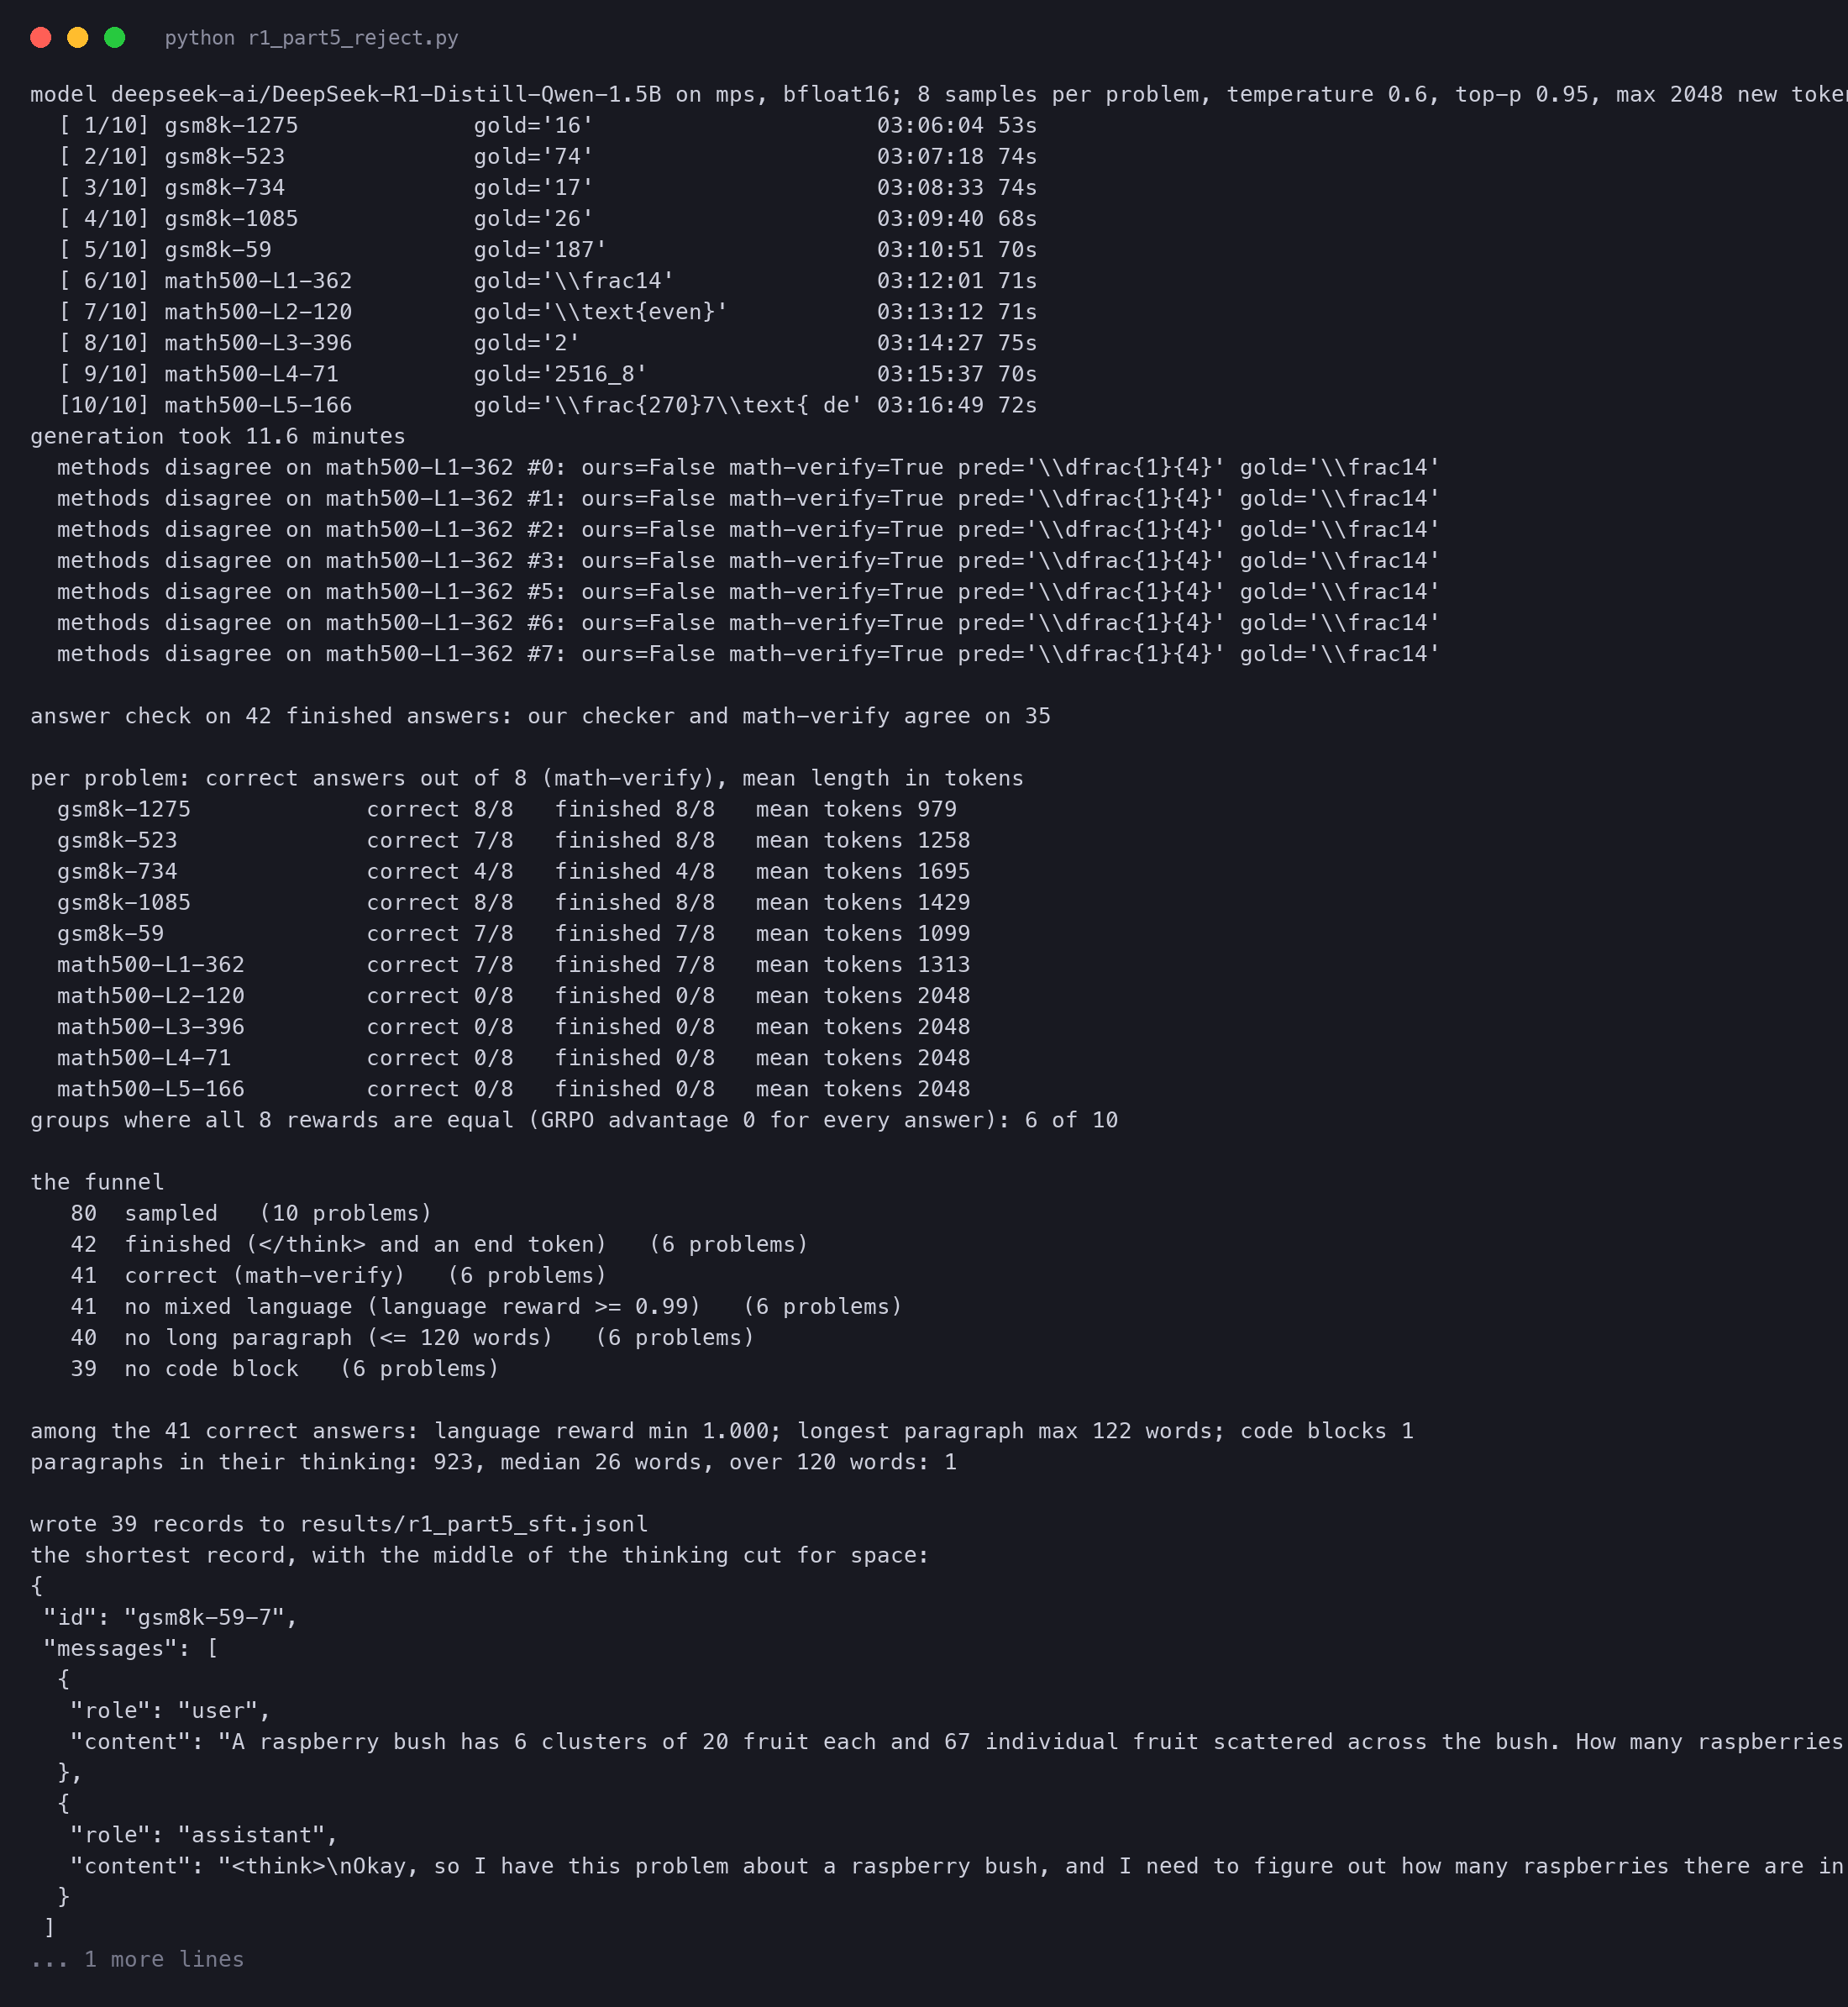 python r1_part5_reject.py
model deepseek-ai/DeepSeek-R1-Distill-Qwen-1.5B on mps, bfloat16; 8 samples per problem, temperature 0.6, top-p 0.95, max 2048 new token
[ 1/10] gsm8k-1275 gold='16' 03:06:04 53s
[ 2/10] gsm8k-523 gold='74' 03:07:18 74s
[ 3/10] gsm8k-734 gold='17' 03:08:33 74s
[ 4/10] gsm8k-1085 gold='26' 03:09:40 68s
[ 5/10] gsm8k-59 gold='187' 03:10:51 70s
[ 6/10] math500-L1-362 gold='\\frac14' 03:12:01 71s
[ 7/10] math500-L2-120 gold='\\text{even}' 03:13:12 71s
[ 8/10] math500-L3-396 gold='2' 03:14:27 75s
[ 9/10] math500-L4-71 gold='2516_8' 03:15:37 70s
[10/10] math500-L5-166 gold='\\frac{270}7\\text{ de' 03:16:49 72s
generation took 11.6 minutes
methods disagree on math500-L1-362 #0: ours=False math-verify=True pred='\\dfrac{1}{4}' gold='\\frac14'
methods disagree on math500-L1-362 #1: ours=False math-verify=True pred='\\dfrac{1}{4}' gold='\\frac14'
methods disagree on math500-L1-362 #2: ours=False math-verify=True pred='\\dfrac{1}{4}' gold='\\frac14'
methods disagree on math500-L1-362 #3: ours=False math-verify=True pred='\\dfrac{1}{4}' gold='\\frac14'
methods disagree on math500-L1-362 #5: ours=False math-verify=True pred='\\dfrac{1}{4}' gold='\\frac14'
methods disagree on math500-L1-362 #6: ours=False math-verify=True pred='\\dfrac{1}{4}' gold='\\frac14'
methods disagree on math500-L1-362 #7: ours=False math-verify=True pred='\\dfrac{1}{4}' gold='\\frac14'
answer check on 42 finished answers: our checker and math-verify agree on 35
per problem: correct answers out of 8 (math-verify), mean length in tokens
gsm8k-1275 correct 8/8 finished 8/8 mean tokens 979
gsm8k-523 correct 7/8 finished 8/8 mean tokens 1258
gsm8k-734 correct 4/8 finished 4/8 mean tokens 1695
gsm8k-1085 correct 8/8 finished 8/8 mean tokens 1429
gsm8k-59 correct 7/8 finished 7/8 mean tokens 1099
math500-L1-362 correct 7/8 finished 7/8 mean tokens 1313
math500-L2-120 correct 0/8 finished 0/8 mean tokens 2048
math500-L3-396 correct 0/8 finished 0/8 mean tokens 2048
math500-L4-71 correct 0/8 finished 0/8 mean tokens 2048
math500-L5-166 correct 0/8 finished 0/8 mean tokens 2048
groups where all 8 rewards are equal (GRPO advantage 0 for every answer): 6 of 10
the funnel
80 sampled (10 problems)
42 finished (</think> and an end token) (6 problems)
41 correct (math-verify) (6 problems)
41 no mixed language (language reward >= 0.99) (6 problems)
40 no long paragraph (<= 120 words) (6 problems)
39 no code block (6 problems)
among the 41 correct answers: language reward min 1.000; longest paragraph max 122 words; code blocks 1
paragraphs in their thinking: 923, median 26 words, over 120 words: 1
wrote 39 records to results/r1_part5_sft.jsonl
the shortest record, with the middle of the thinking cut for space:
{
"id": "gsm8k-59-7",
"messages": [
{
"role": "user",
"content": "A raspberry bush has 6 clusters of 20 fruit each and 67 individual fruit scattered across the bush. How many raspberries
},
{
"role": "assistant",
"content": "<think>\nOkay, so I have this problem about a raspberry bush, and I need to figure out how many raspberries there are in
}
]
... 1 more lines